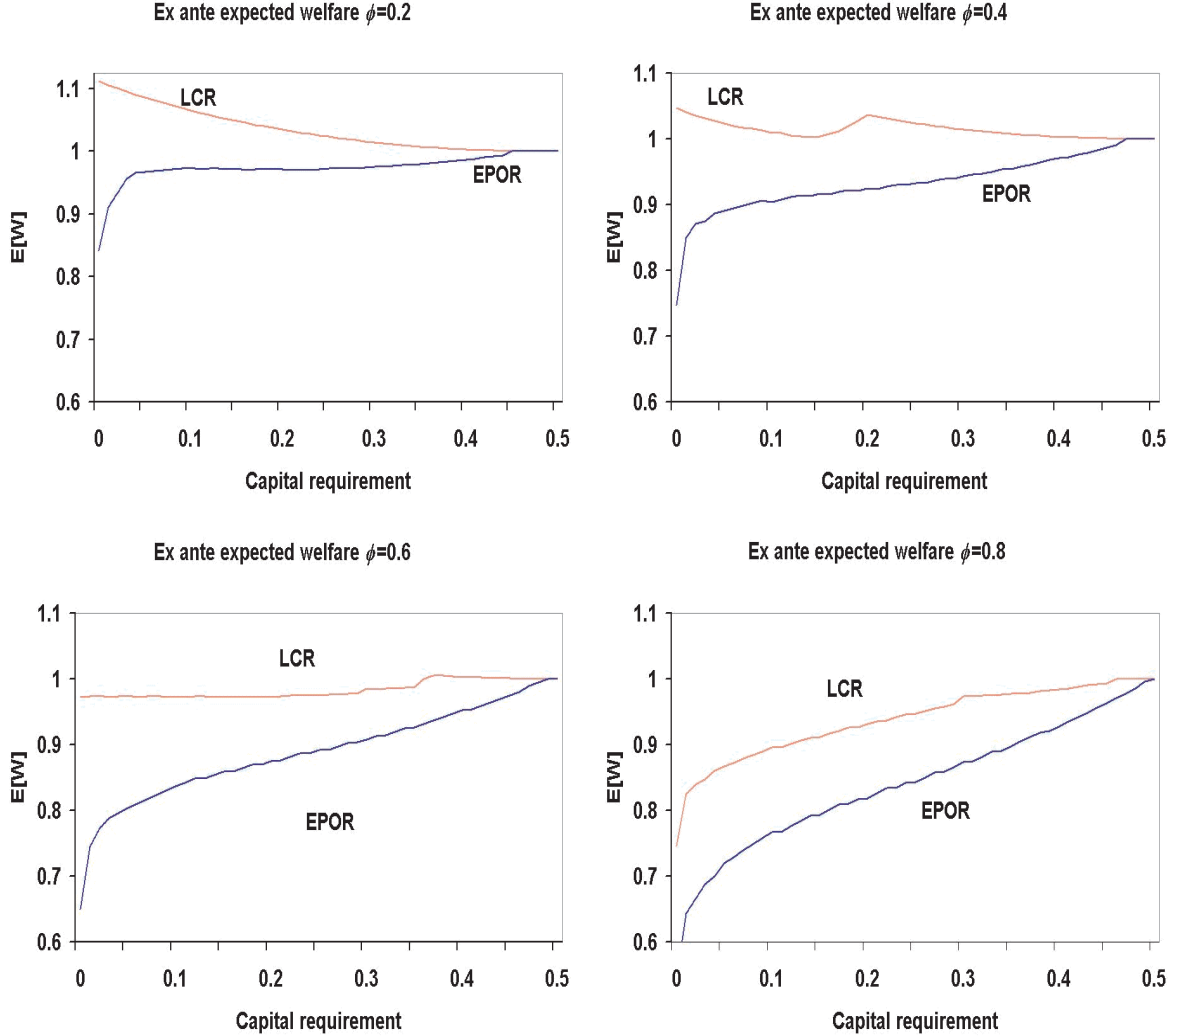 Ex ante expected welfare ϕ=0.2
1.1
1
0.9
0.8
0.7
0.6
E[W]
LCR
EPOR
0 0.1 0.2 0.3 0.4 0.5
Capital requirement
Ex ante expected welfare ϕ=0.4
1.1
1
0.9
0.8
0.7
0.6
E[W]
LCR
EPOR
0 0.1 0.2 0.3 0.4 0.5
Capital requirement
Ex ante expected welfare ϕ=0.6
1.1
1
0.9
0.8
0.7
0.6
E[W]
LCR
EPOR
0 0.1 0.2 0.3 0.4 0.5
Capital requirement
Ex ante expected welfare ϕ=0.8
1.1
1
0.9
0.8
0.7
0.6
E[W]
LCR
EPOR
0 0.1 0.2 0.3 0.4 0.5
Capital requirement